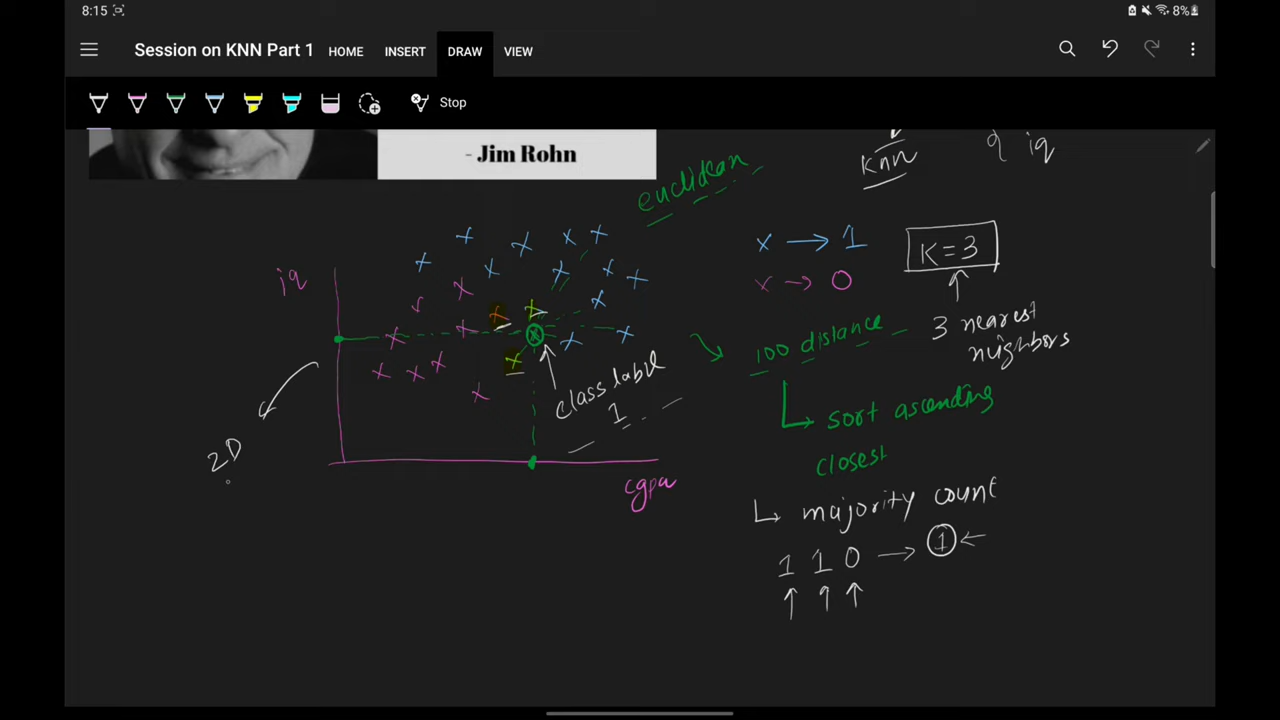 8:15
8%
Session on KNN Part 1 HOME INSERT DRAW VIEW
Stop
- Jim Rohn
knn
iq
euclidean
iq
x → 1
x → 0
K=3
3 nearest
neighbors
100 distance
sort ascending
closest
class label
1
2D
cgpa
majority count
1 1 0 → 1